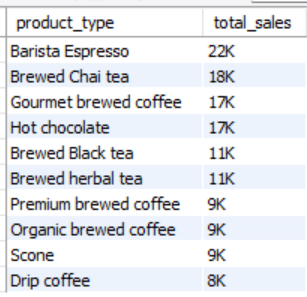 product_type total_sales
Barista Espresso 22K
Brewed Chai tea 18K
Gourmet brewed coffee 17K
Hot chocolate 17K
Brewed Black tea 11K
Brewed herbal tea 11K
Premium brewed coffee 9K
Organic brewed coffee 9K
Scone 9K
Drip coffee 8K